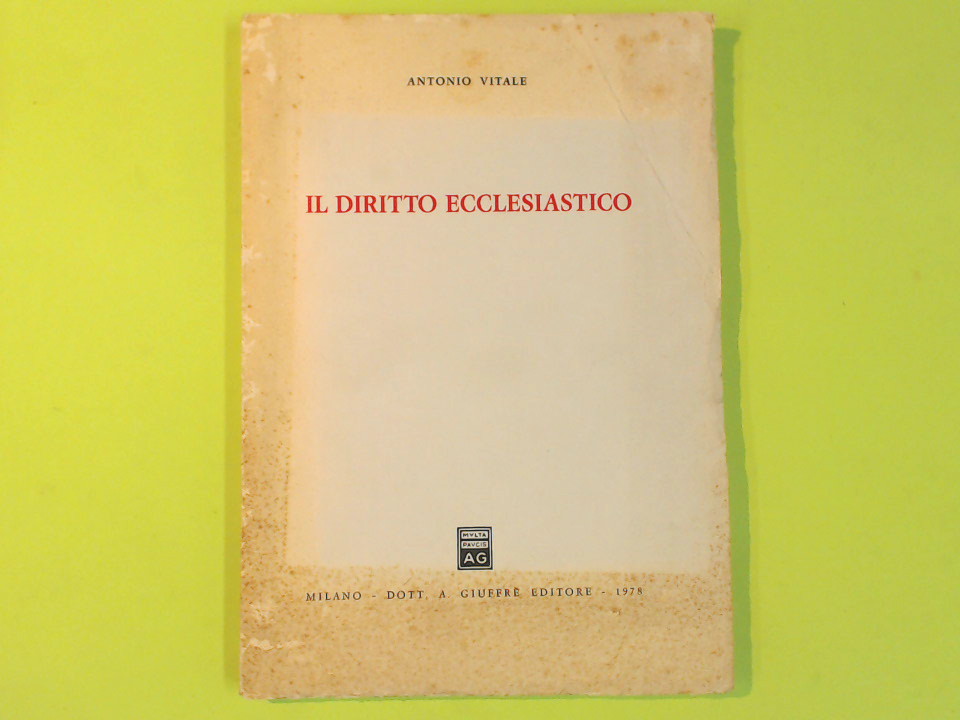 ANTONIO VITALE
IL DIRITTO ECCLESIASTICO
MVLTA
PAVCIS
AG
MILANO - DOTT. A. GIUFFRÈ EDITORE - 1978